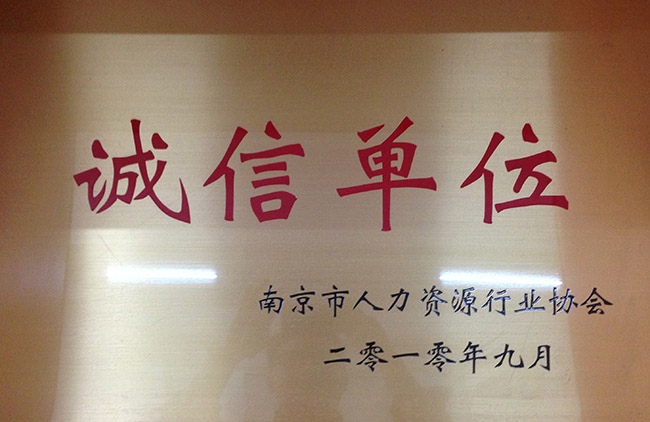 诚信单位
南京市人力资源行业协会
二零一零年九月